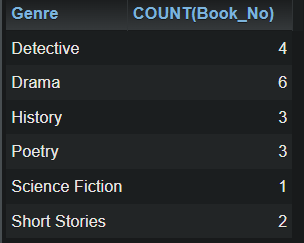 Genre COUNT(Book_No)
Detective 4
Drama 6
History 3
Poetry 3
Science Fiction 1
Short Stories 2